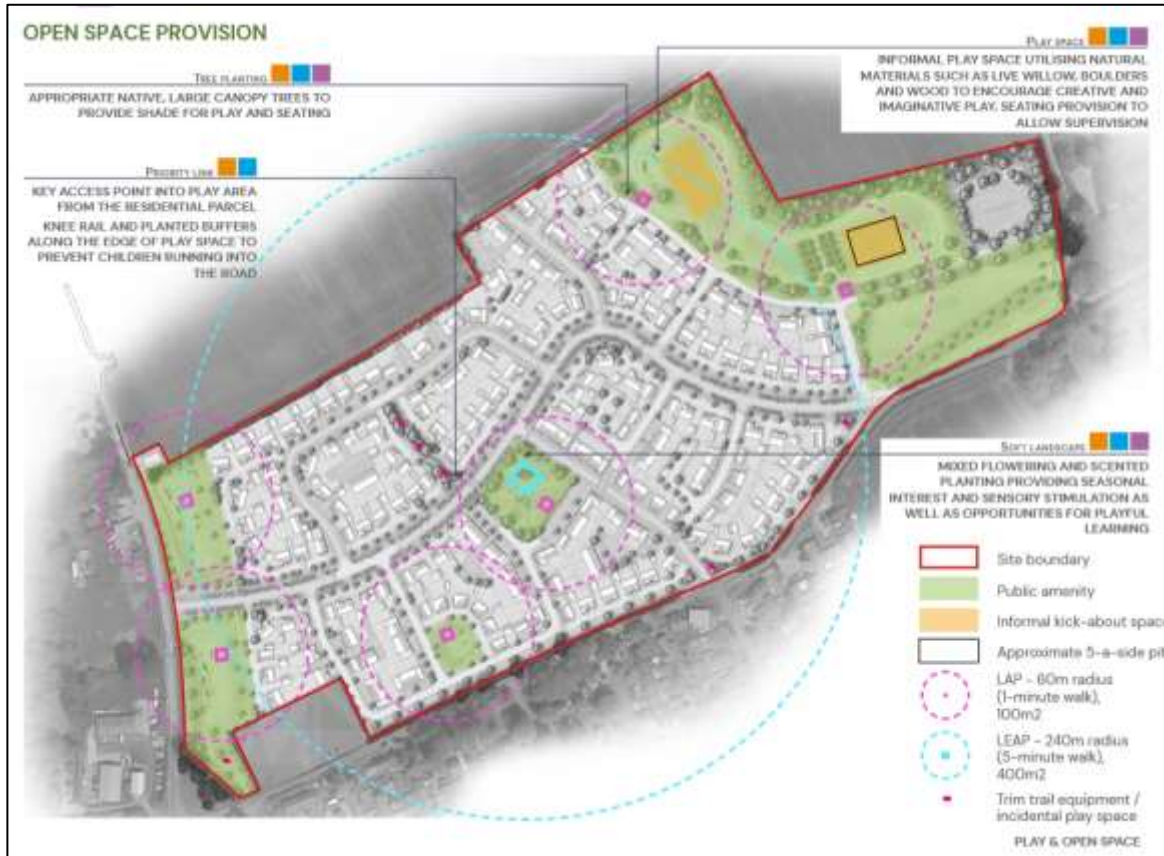 OPEN SPACE PROVISION
TREE PLANTING
APPROPRIATE NATIVE, LARGE CANOPY TREES TO
PROVIDE SHADE FOR PLAY AND SEATING
PRIORITY LINK
KEY ACCESS POINT INTO PLAY AREA
FROM THE RESIDENTIAL PARCEL
KNEE RAIL AND PLANTED BUFFERS
ALONG THE EDGE OF PLAY SPACE TO
PREVENT CHILDREN RUNNING INTO
THE ROAD
PLAY SPACE
INFORMAL PLAY SPACE UTILISING NATURAL
MATERIALS SUCH AS LIVE WILLOW, BOULDERS
AND WOOD TO ENCOURAGE CREATIVE AND
IMAGINATIVE PLAY. SEATING PROVISION TO
ALLOW SUPERVISION
SOFT LANDSCAPE
MIXED FLOWERING AND SCENTED
PLANTING PROVIDING SEASONAL
INTEREST AND SENSORY STIMULATION AS
WELL AS OPPORTUNITIES FOR PLAYFUL
LEARNING
Site boundary
Public amenity
Informal kick-about space
Approximate 5-a-side pit
LAP - 60m radius
(1-minute walk),
100m2
LEAP - 240m radius
(5-minute walk),
400m2
Trim trail equipment /
incidental play space
PLAY & OPEN SPACE